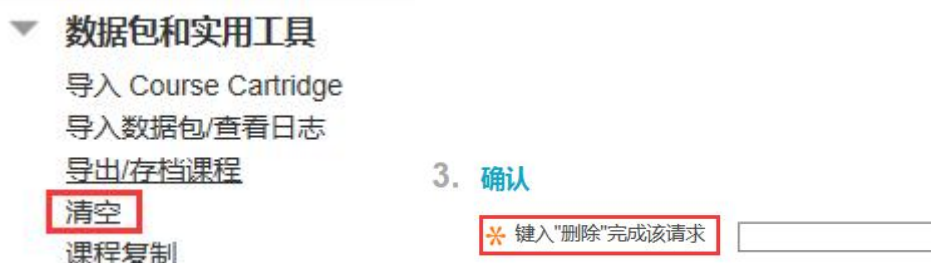 数据包和实用工具
导入 Course Cartridge
导入数据包/查看日志
导出/存档课程
清空
课程复制
3. 确认
键入"删除"完成该请求